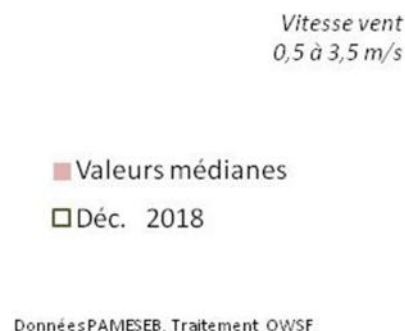 Vitesse vent
0,5 à 3,5 m/s
Valeurs médianes
Déc. 2018
Données PAMESEB, Traitement OWSF